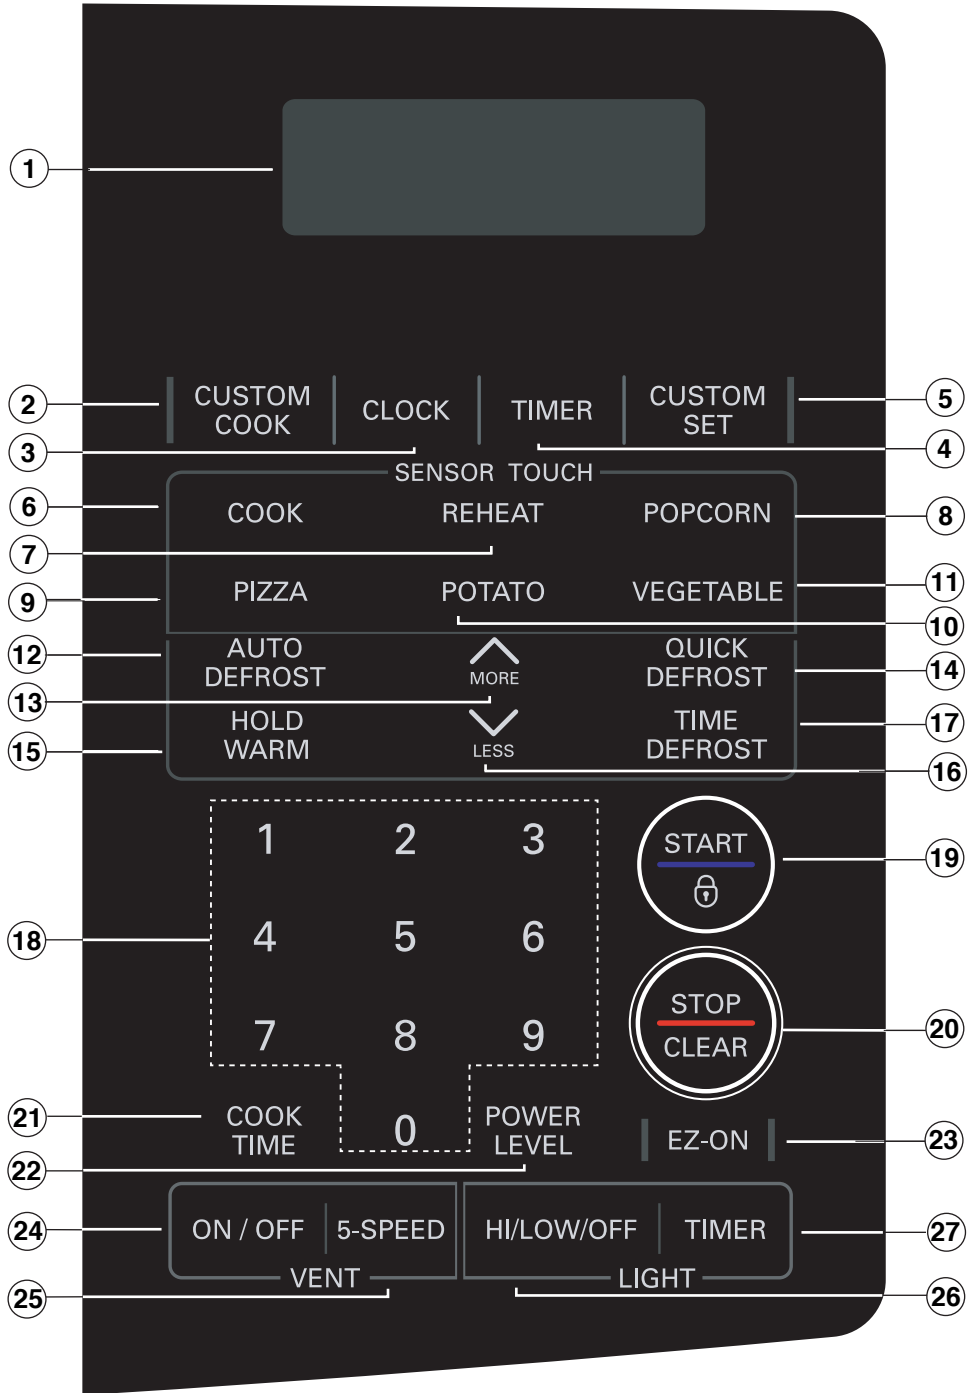 1
2
CUSTOM COOK
CLOCK
TIMER
CUSTOM SET
5
3
4
SENSOR TOUCH
6
COOK
REHEAT
POPCORN
8
7
9
PIZZA
POTATO
VEGETABLE
11
10
12
AUTO DEFROST
MORE
QUICK DEFROST
14
13
15
HOLD WARM
LESS
TIME DEFROST
17
16
1 2 3
START
19
18
4 5 6
STOP
CLEAR
20
7 8 9
21
COOK TIME
0
POWER LEVEL
EZ-ON
23
22
24
ON / OFF
5-SPEED
HI/LOW/OFF
TIMER
27
VENT
LIGHT
25
26